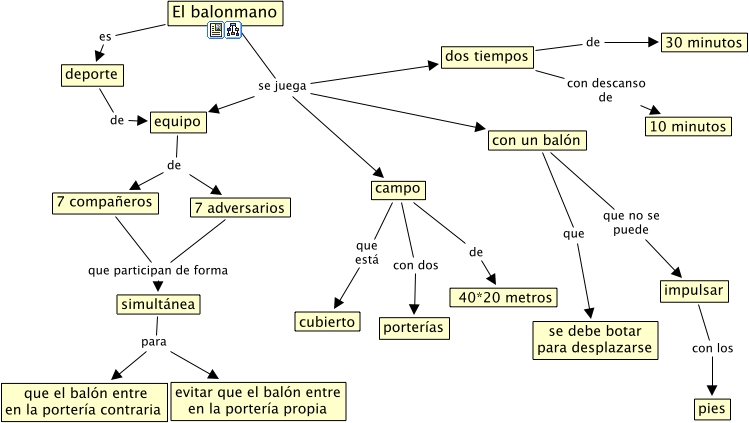 El balonmano
es
deporte
de
equipo
se juega
dos tiempos
de
30 minutos
con descanso
de
10 minutos
con un balón
campo
de
7 compañeros
7 adversarios
que participan de forma
simultánea
para
que el balón entre
en la portería contraria
evitar que el balón entre
en la portería propia
que
está
cubierto
con dos
porterías
de
40*20 metros
que
se debe botar
para desplazarse
que no se
puede
impulsar
con los
pies